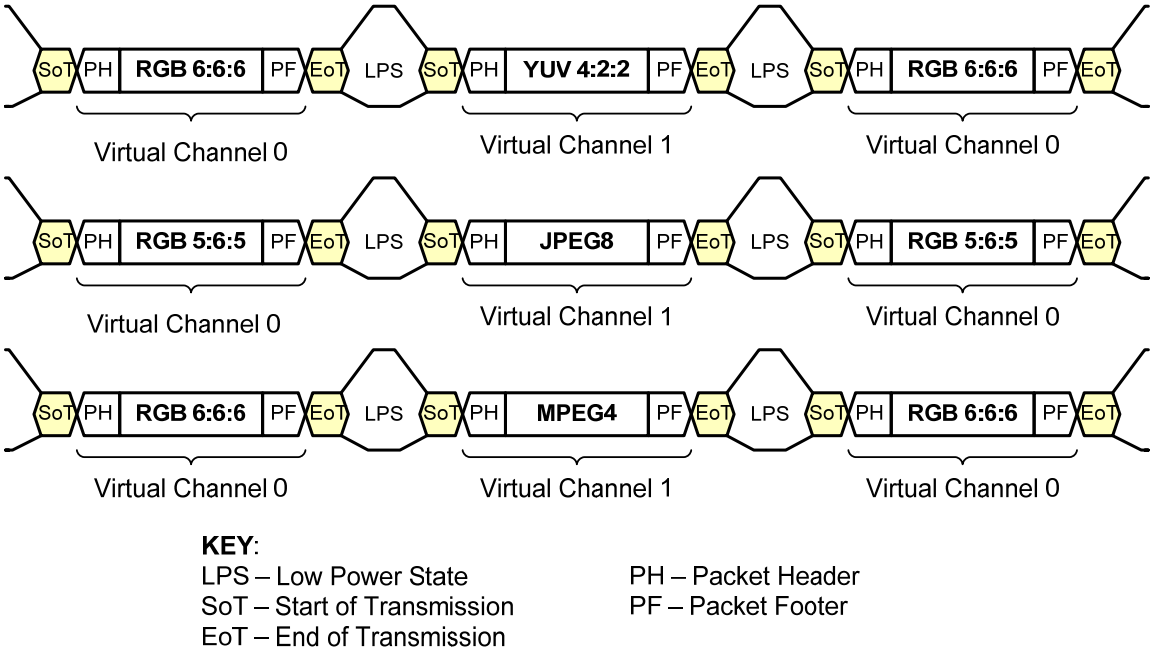 SoT PH RGB 6:6:6 PF EoT LPS SoT PH YUV 4:2:2 PF EoT LPS SoT PH RGB 6:6:6 PF EoT
Virtual Channel 0 Virtual Channel 1 Virtual Channel 0
SoT PH RGB 5:6:5 PF EoT LPS SoT PH JPEG8 PF EoT LPS SoT PH RGB 5:6:5 PF EoT
Virtual Channel 0 Virtual Channel 1 Virtual Channel 0
SoT PH RGB 6:6:6 PF EoT LPS SoT PH MPEG4 PF EoT LPS SoT PH RGB 6:6:6 PF EoT
Virtual Channel 0 Virtual Channel 1 Virtual Channel 0
KEY:
LPS – Low Power State PH – Packet Header
SoT – Start of Transmission PF – Packet Footer
EoT – End of Transmission